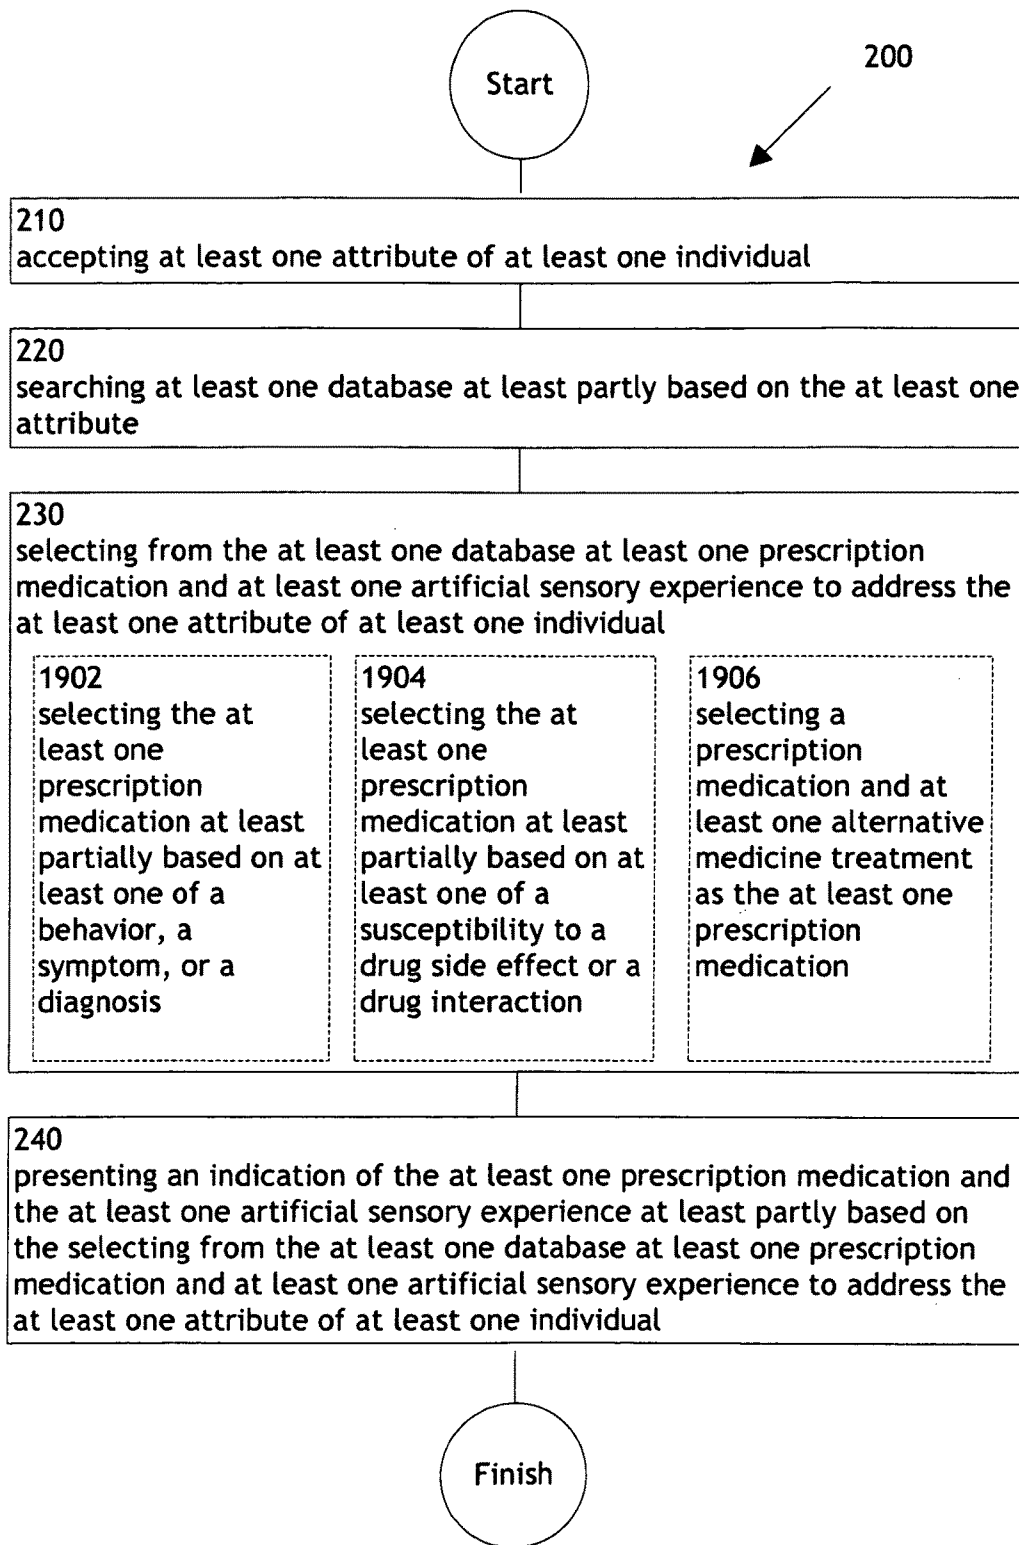 Start
200
210
accepting at least one attribute of at least one individual
220
searching at least one database at least partly based on the at least one
attribute
230
selecting from the at least one database at least one prescription
medication and at least one artificial sensory experience to address the
at least one attribute of at least one individual
1902
selecting the at
least one
prescription
medication at least
partially based on at
least one of a
behavior, a
symptom, or a
diagnosis
1904
selecting the at
least one
prescription
medication at least
partially based on at
least one of a
susceptibility to a
drug side effect or a
drug interaction
1906
selecting a
prescription
medication and at
least one alternative
medicine treatment
as the at least one
prescription
medication
240
presenting an indication of the at least one prescription medication and
the at least one artificial sensory experience at least partly based on
the selecting from the at least one database at least one prescription
medication and at least one artificial sensory experience to address the
at least one attribute of at least one individual
Finish